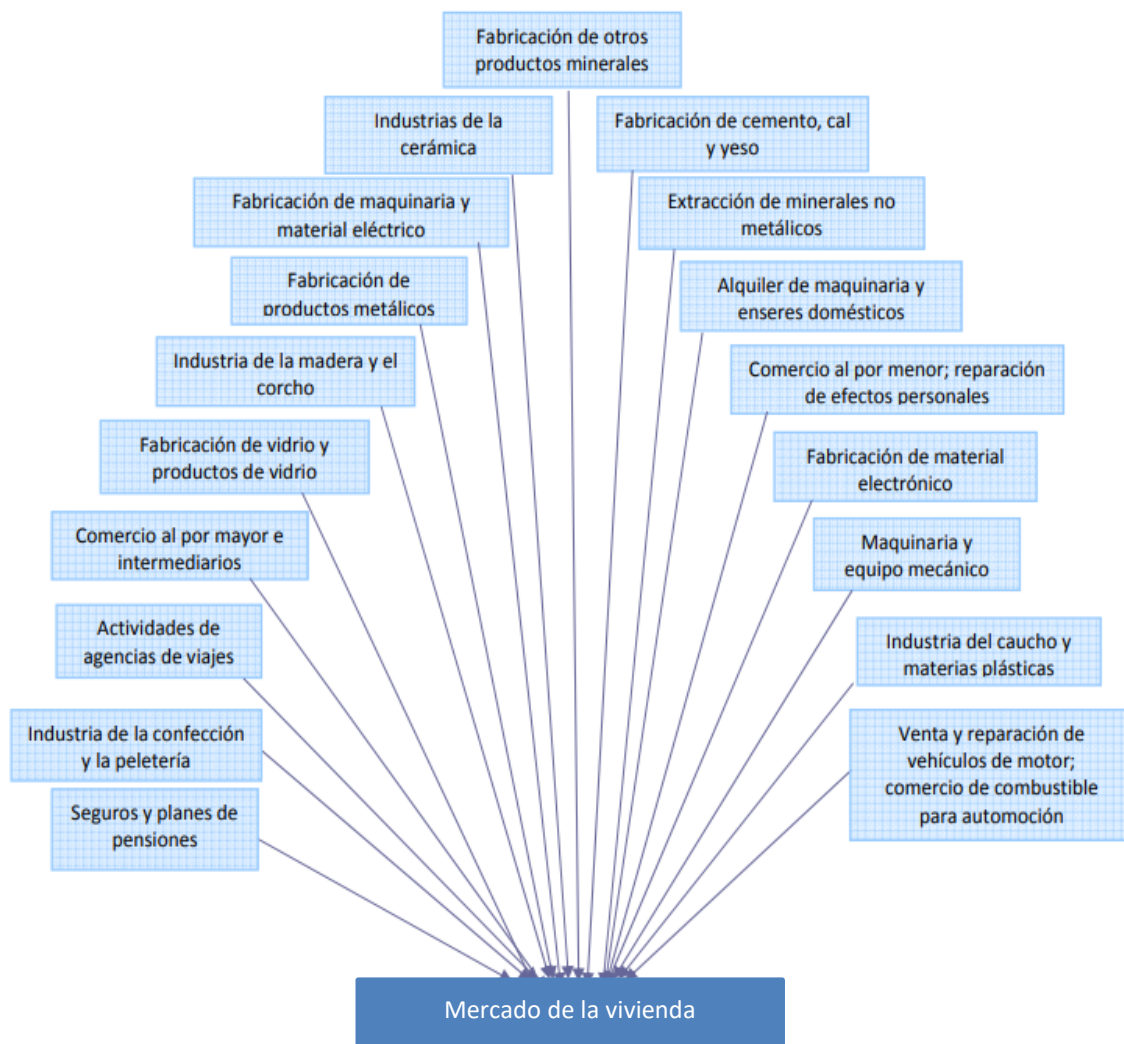 Fabricación de otros
productos minerales
Industrias de la
cerámica
Fabricación de cemento, cal
y yeso
Fabricación de maquinaria y
material eléctrico
Extracción de minerales no
metálicos
Fabricación de
productos metálicos
Alquiler de maquinaria y
enseres domésticos
Industria de la madera y el
corcho
Comercio al por menor; reparación
de efectos personales
Fabricación de vidrio y
productos de vidrio
Fabricación de material
electrónico
Comercio al por mayor e
intermediarios
Maquinaria y
equipo mecánico
Actividades de
agencias de viajes
Industria del caucho y
materias plásticas
Industria de la confección
y la peletería
Venta y reparación de
vehículos de motor;
comercio de combustible
para automoción
Seguros y planes de
pensiones
Mercado de la vivienda